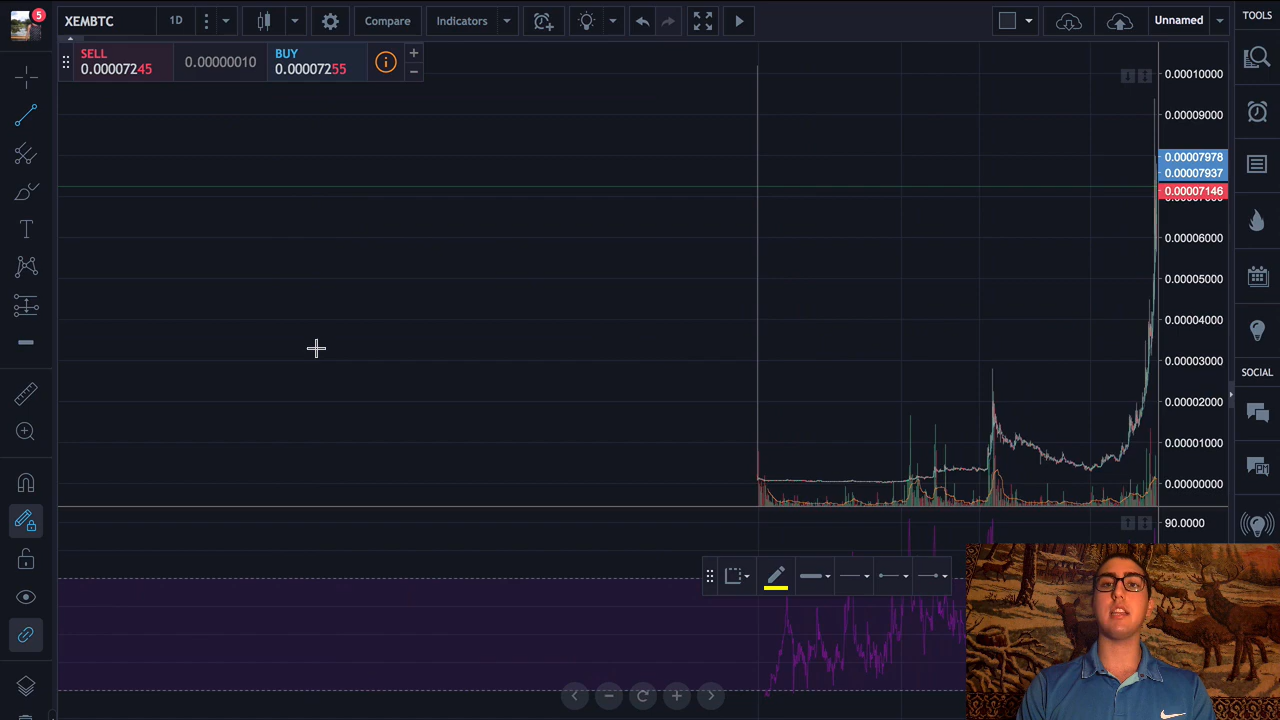 5
XEMBTC
1D
Compare
Indicators
Unnamed
TOOLS
SELL
0.00007245
0.00000010
BUY
0.00007255
0.00010000
0.00009000
0.00007978
0.00007937
0.00007146
0.00006000
0.00005000
0.00004000
0.00003000
0.00002000
0.00001000
0.00000000
90.0000
SOCIAL